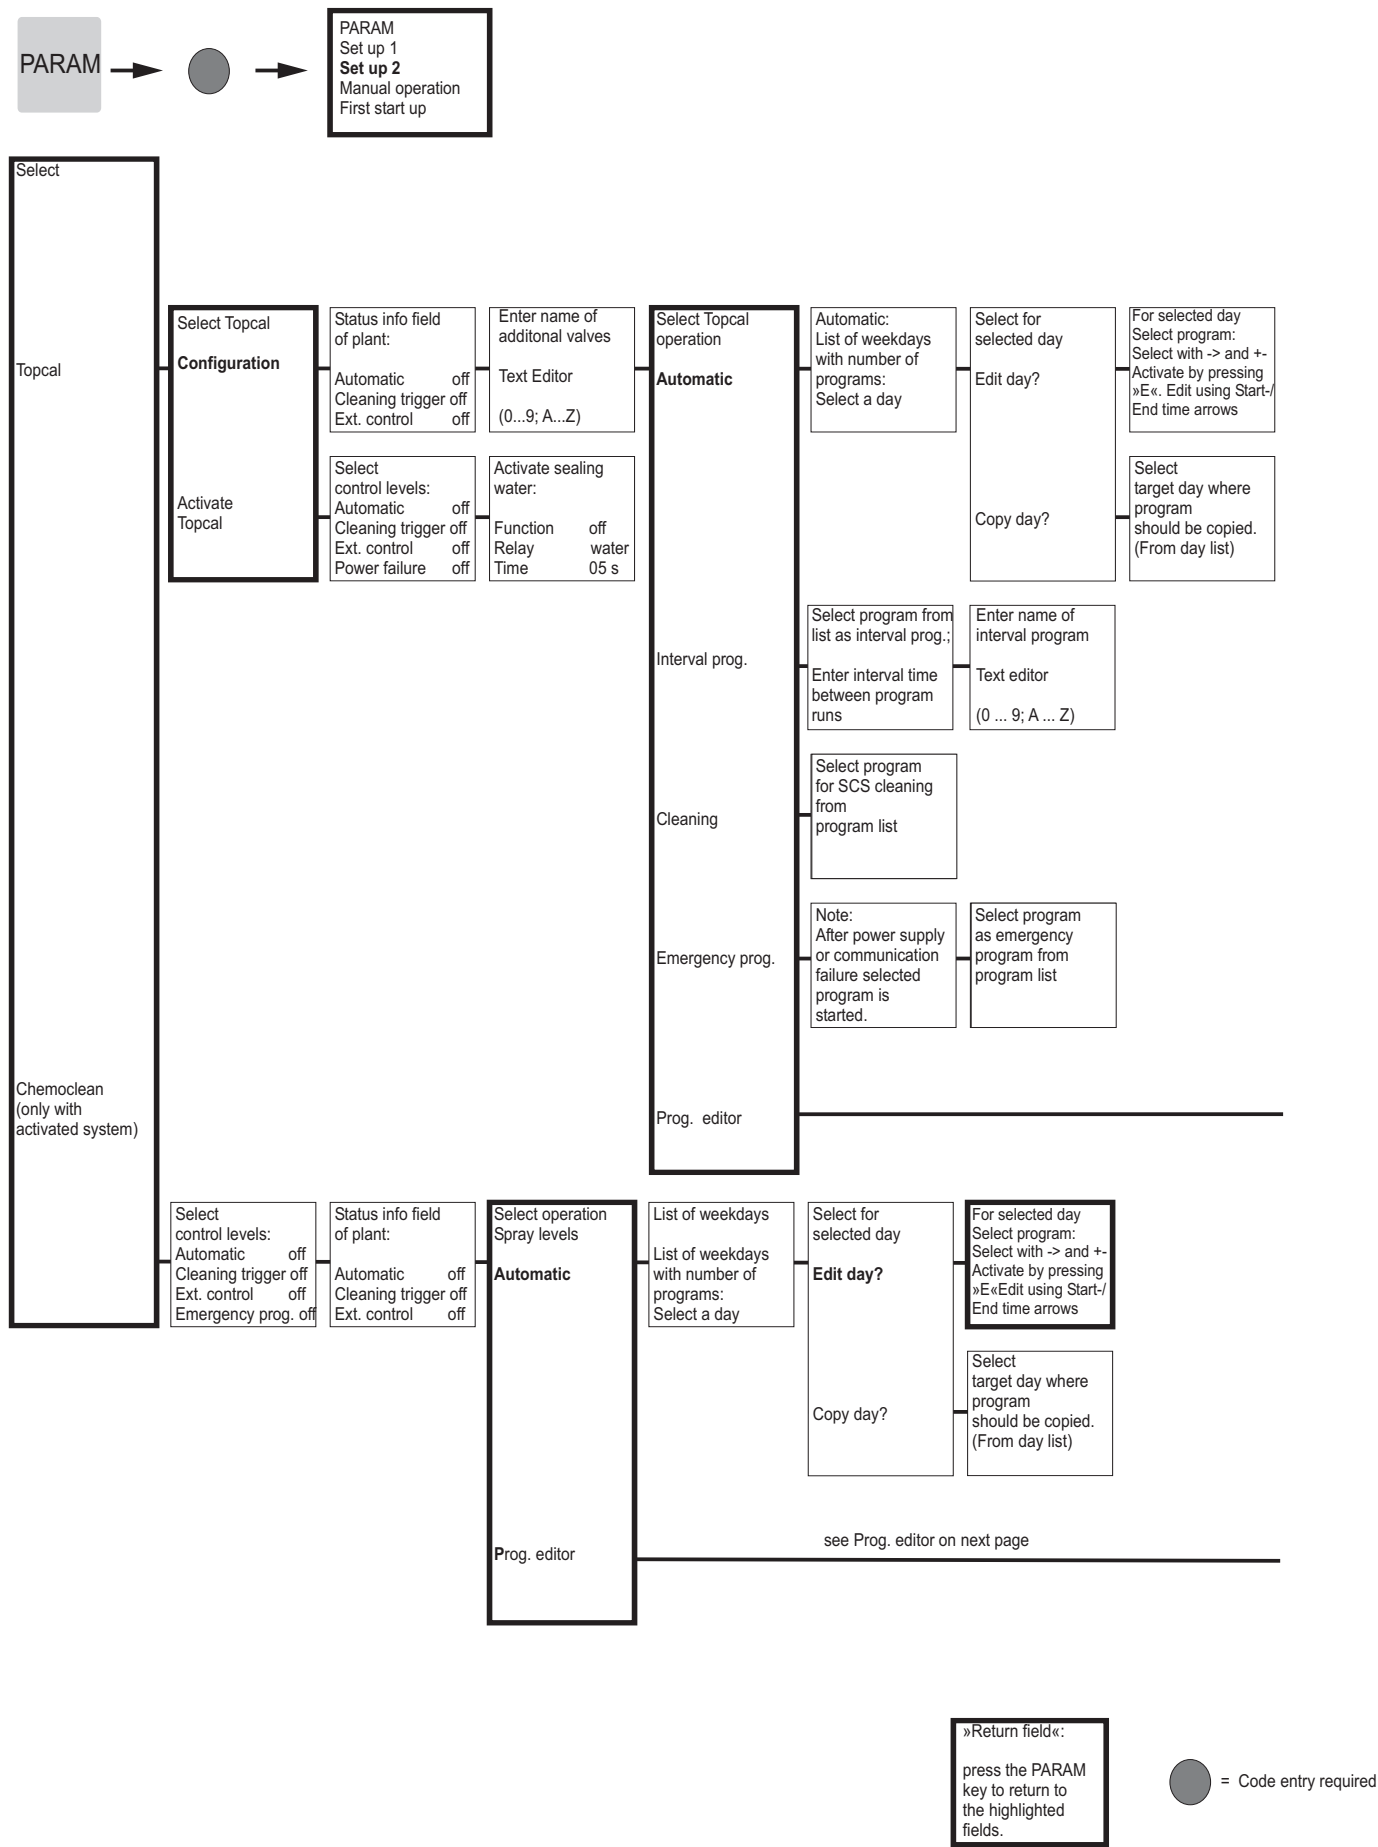 PARAM
PARAM
Set up 1
Set up 2
Manual operation
First start up
Select
Topcal
Chemoclean
(only with
activated system)
Select Topcal
Configuration
Activate
Topcal
Status info field
of plant:
Automatic off
Cleaning trigger off
Ext. control off
Enter name of
additonal valves
Text Editor
(0...9; A...Z)
Select
control levels:
Automatic off
Cleaning trigger off
Ext. control off
Power failure off
Activate sealing
water:
Function off
Relay water
Time 05 s
Select Topcal
operation
Automatic
Interval prog.
Cleaning
Emergency prog.
Prog. editor
Automatic:
List of weekdays
with number of
programs:
Select a day
Select for
selected day
Edit day?
Copy day?
For selected day
Select program:
Select with -> and +-
Activate by pressing
»E«. Edit using Start-/
End time arrows
Select
target day where
program
should be copied.
(From day list)
Select program from
list as interval prog.;
Enter interval time
between program
runs
Enter name of
interval program
Text editor
(0 ... 9; A ... Z)
Select program
for SCS cleaning
from
program list
Note:
After power supply
or communication
failure selected
program is
started.
Select program
as emergency
program from
program list
Select
control levels:
Automatic off
Cleaning trigger off
Ext. control off
Emergency prog. off
Status info field
of plant:
Automatic off
Cleaning trigger off
Ext. control off
Select operation
Spray levels
Automatic
Prog. editor
List of weekdays
List of weekdays
with number of
programs:
Select a day
Select for
selected day
Edit day?
Copy day?
For selected day
Select program:
Select with -> and +-
Activate by pressing
»E«Edit using Start-/
End time arrows
Select
target day where
program
should be copied.
(From day list)
see Prog. editor on next page
»Return field«:
press the PARAM
key to return to
the highlighted
fields.
= Code entry required